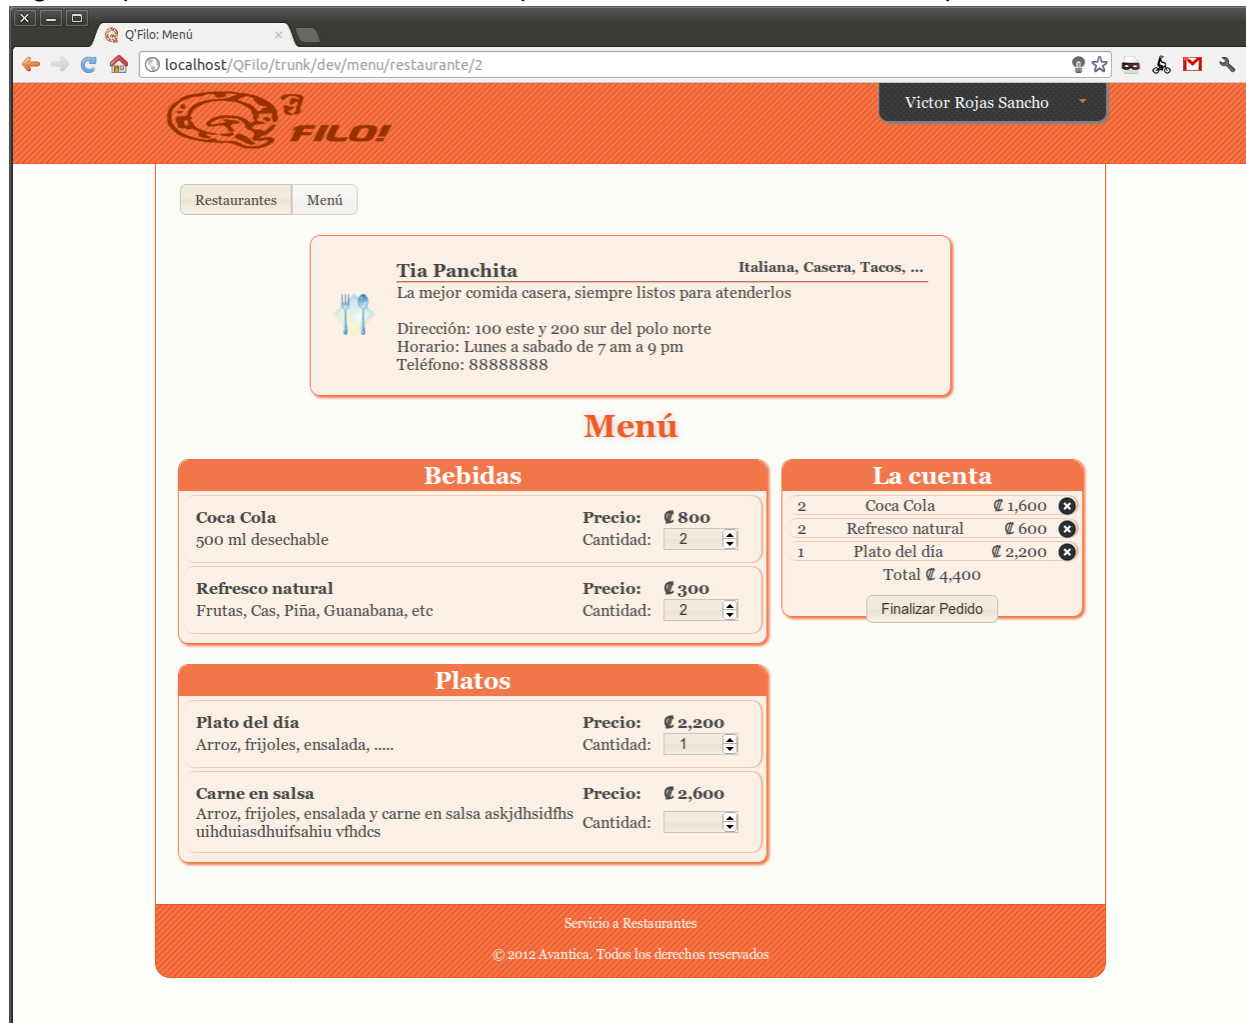 Q'Filo: Menú
localhost/QFilo/trunk/dev/menu/restaurante/2
3
FILO!
Victor Rojas Sancho
Restaurantes Menú
Tia Panchita Italiana, Casera, Tacos, ...
La mejor comida casera, siempre listos para atenderlos
Dirección: 100 este y 200 sur del polo norte
Horario: Lunes a sabado de 7 am a 9 pm
Teléfono: 88888888
Menú
Bebidas
Coca Cola Precio: ₡ 800
500 ml desechable Cantidad: 2
Refresco natural Precio: ₡ 300
Frutas, Cas, Piña, Guanabana, etc Cantidad: 2
La cuenta
2 Coca Cola ₡ 1,600
2 Refresco natural ₡ 600
1 Plato del día ₡ 2,200
Total ₡ 4,400
Finalizar Pedido
Platos
Plato del día Precio: ₡ 2,200
Arroz, frijoles, ensalada, ..... Cantidad: 1
Carne en salsa Precio: ₡ 2,600
Arroz, frijoles, ensalada y carne en salsa askjdhsidfhs
uihduiasdhuifsahiu vfhdcs Cantidad:
Servicio a Restaurantes
© 2012 Avantica. Todos los derechos reservados